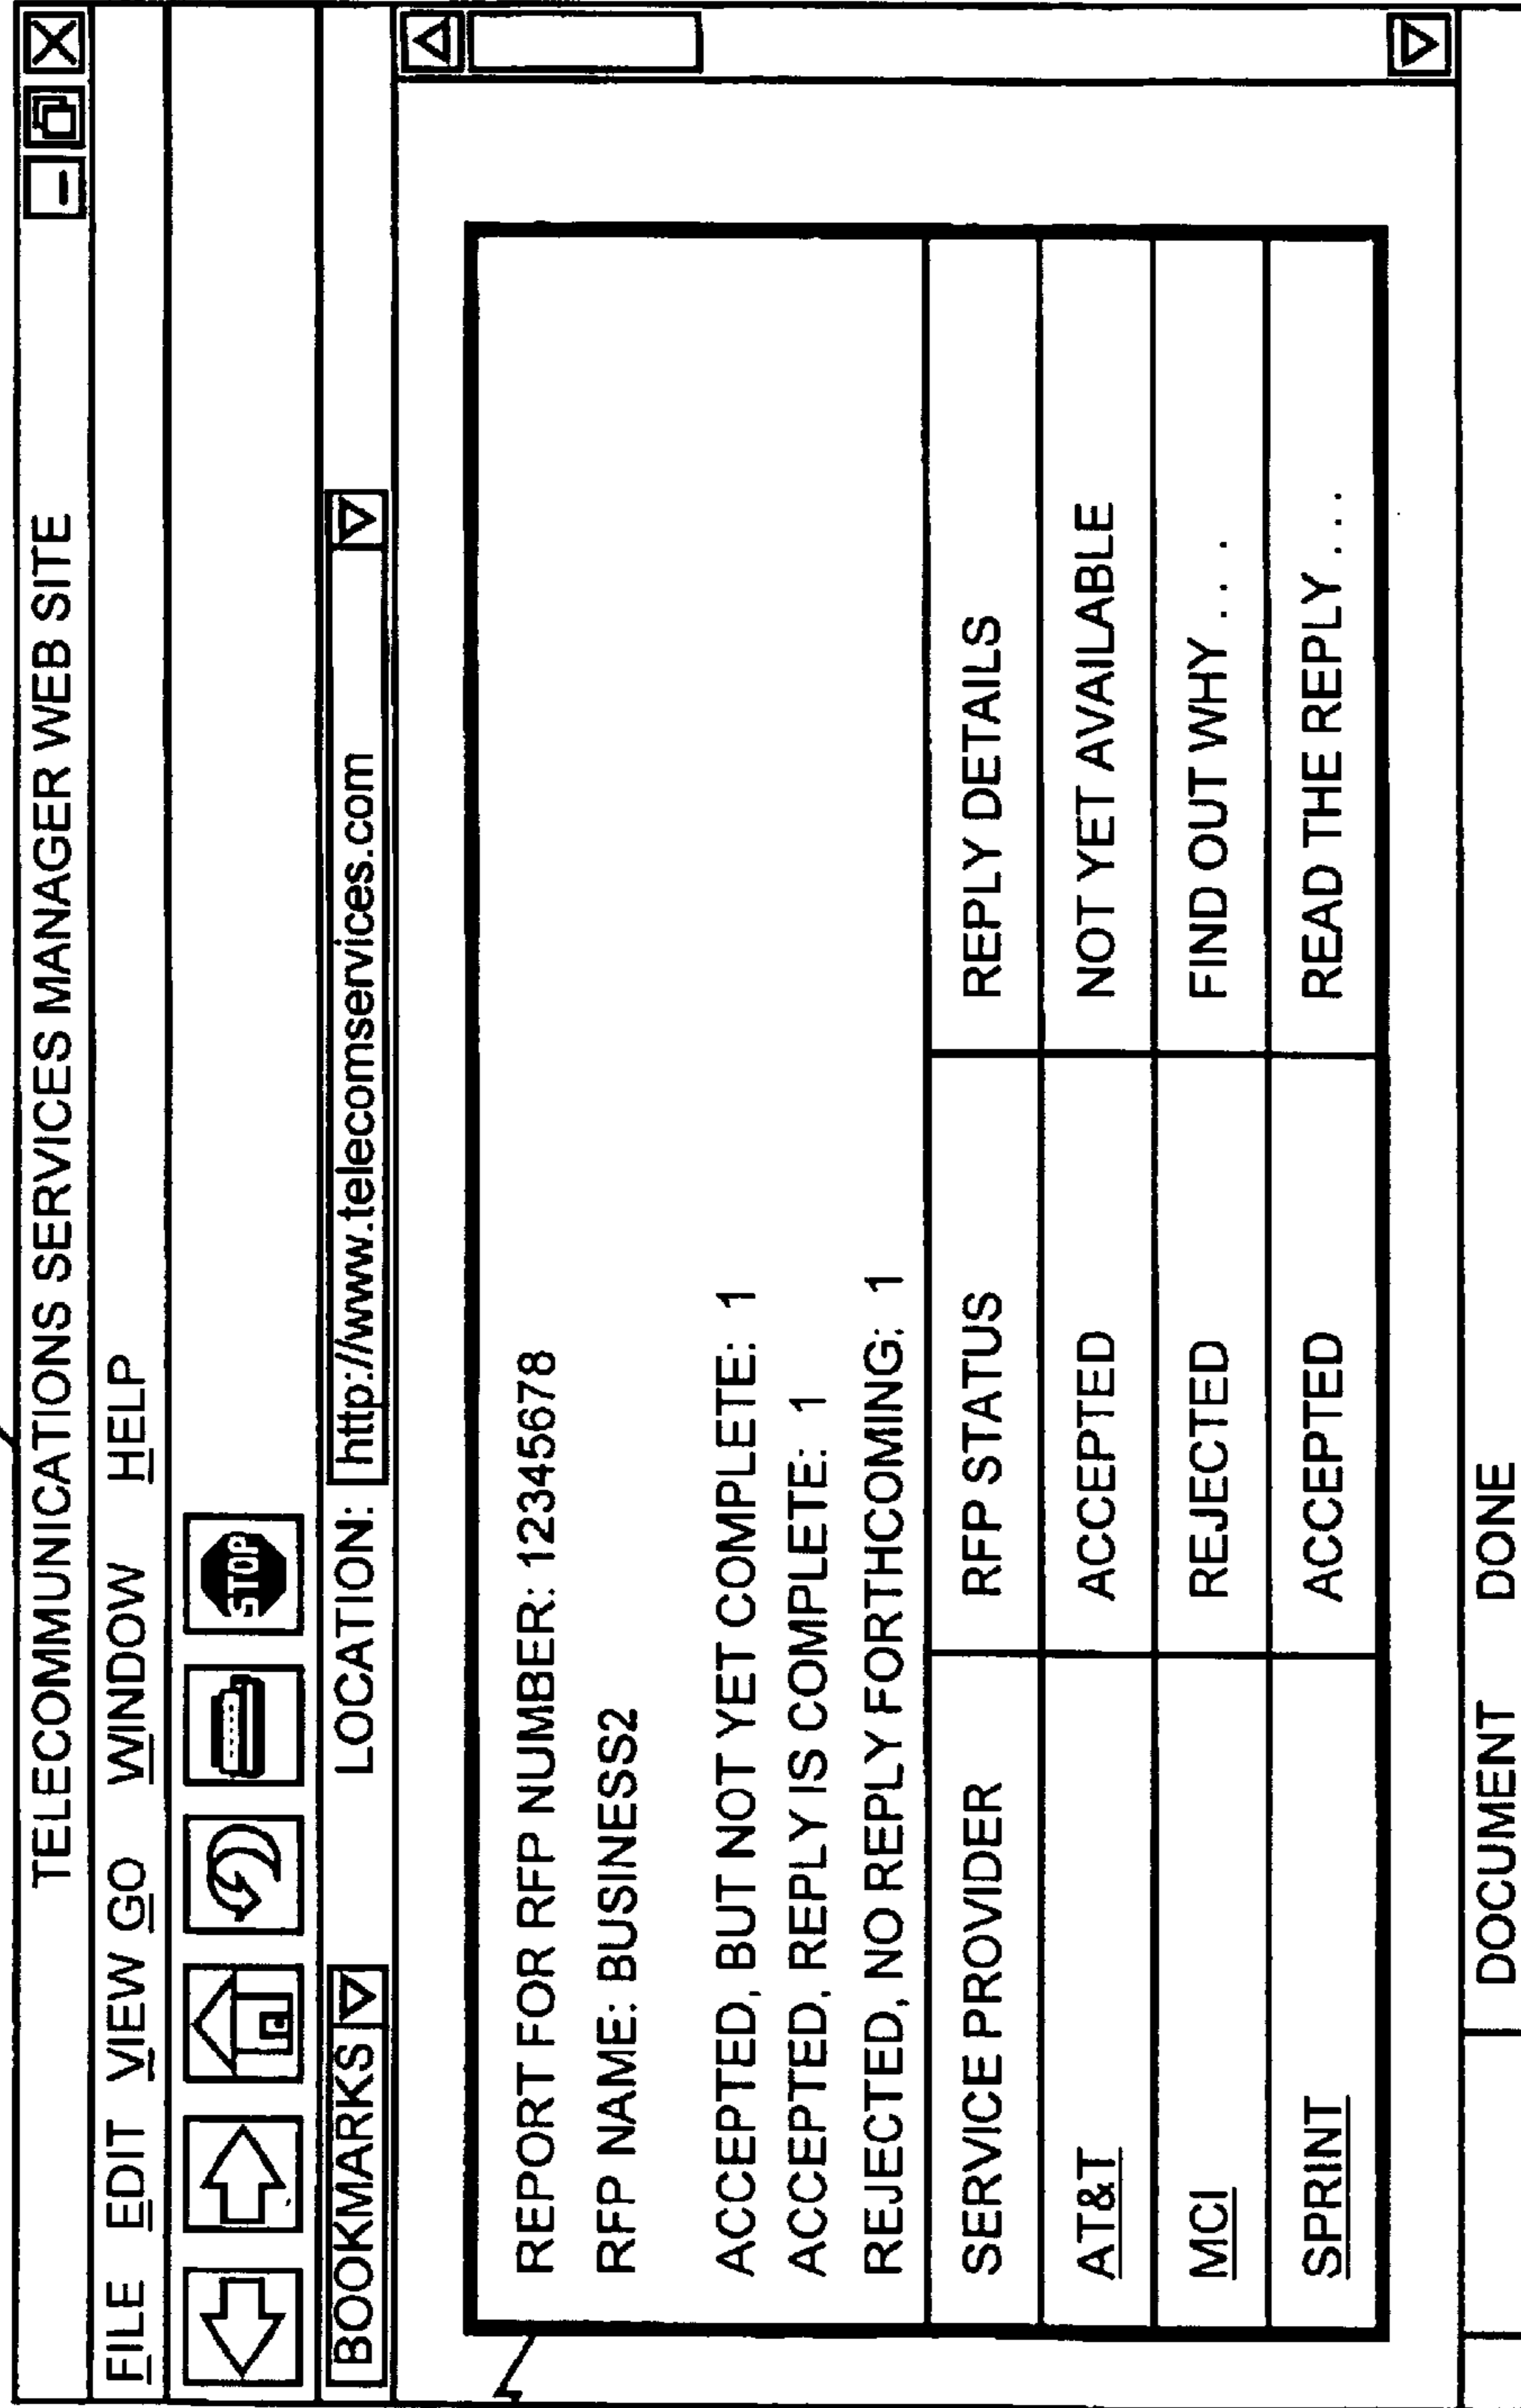 TELECOMMUNICATIONS SERVICES MANAGER WEB SITE
FILE EDIT VIEW GO WINDOW HELP
STOP
BOOKMARKS LOCATION: http://www.telecomservices.com
REPORT FOR RFP NUMBER: 12345678
RFP NAME: BUSINESS2
ACCEPTED, BUT NOT YET COMPLETE: 1
ACCEPTED, REPLY IS COMPLETE: 1
REJECTED, NO REPLY FORTHCOMING: 1
SERVICE PROVIDER RFP STATUS REPLY DETAILS
AT&T ACCEPTED NOT YET AVAILABLE
MCI REJECTED FIND OUT WHY . . .
SPRINT ACCEPTED READ THE REPLY . . .
DOCUMENT DONE